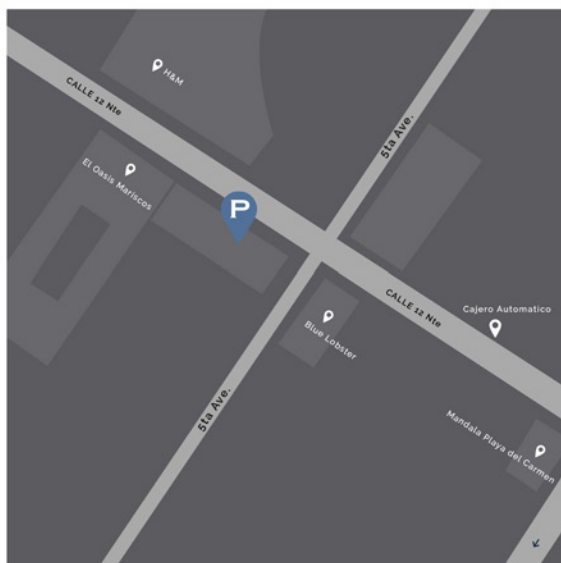 H&M
CALLE 12 Nte
5ta Ave.
El Oasis Mariscos
P
CALLE 12 Nte
Cajero Automatico
Blue Lobster
5ta Ave.
Mandala Playa del Carmen